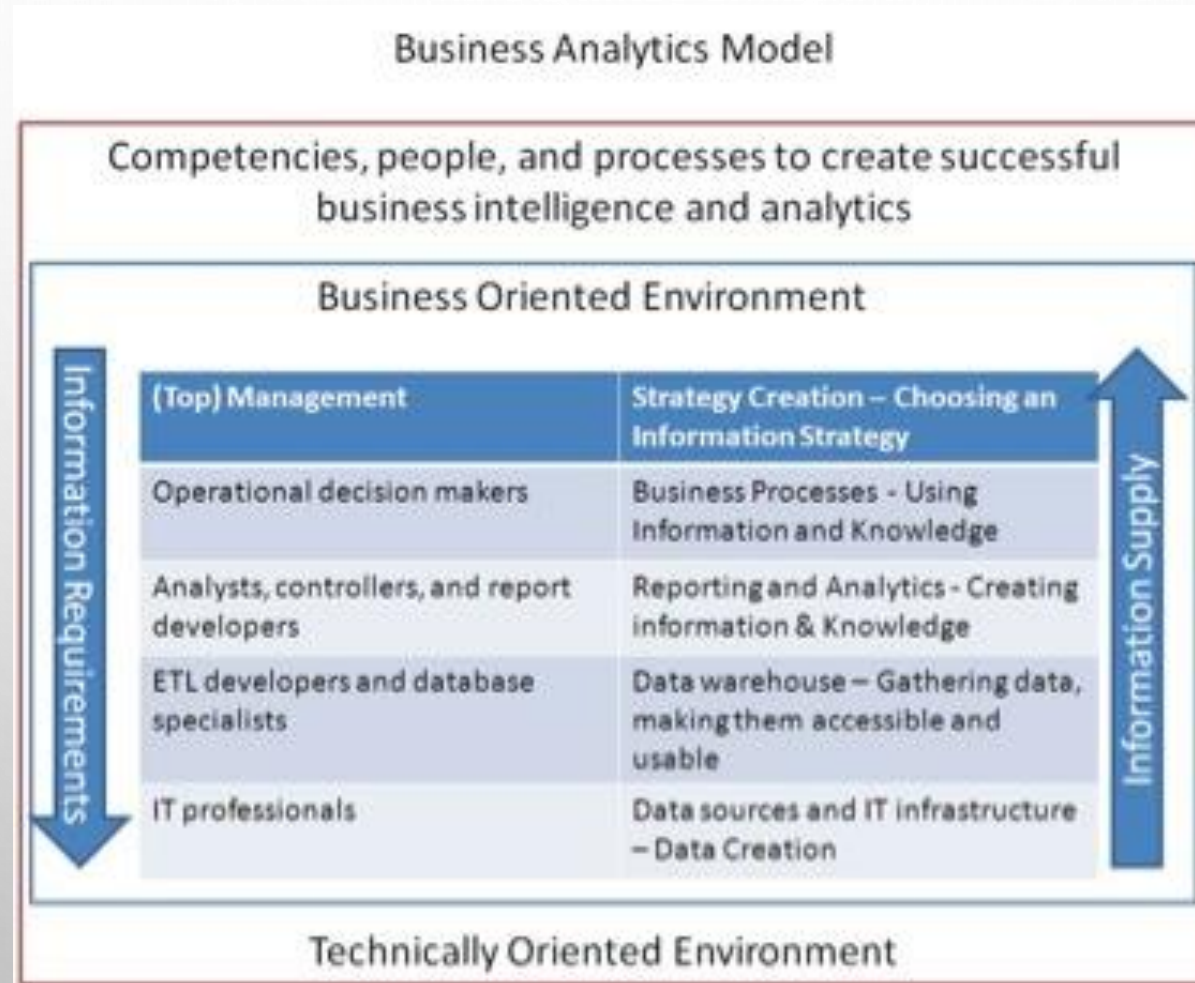 Business Analytics Model
Competencies, people, and processes to create successful
business intelligence and analytics
Business Oriented Environment
Information Requirements
(Top) Management
Strategy Creation – Choosing an
Information Strategy
Operational decision makers
Business Processes - Using
Information and Knowledge
Analysts, controllers, and report
developers
Reporting and Analytics - Creating
information & Knowledge
ETL developers and database
specialists
Data warehouse – Gathering data,
making them accessible and
usable
IT professionals
Data sources and IT infrastructure
– Data Creation
Information Supply
Technically Oriented Environment